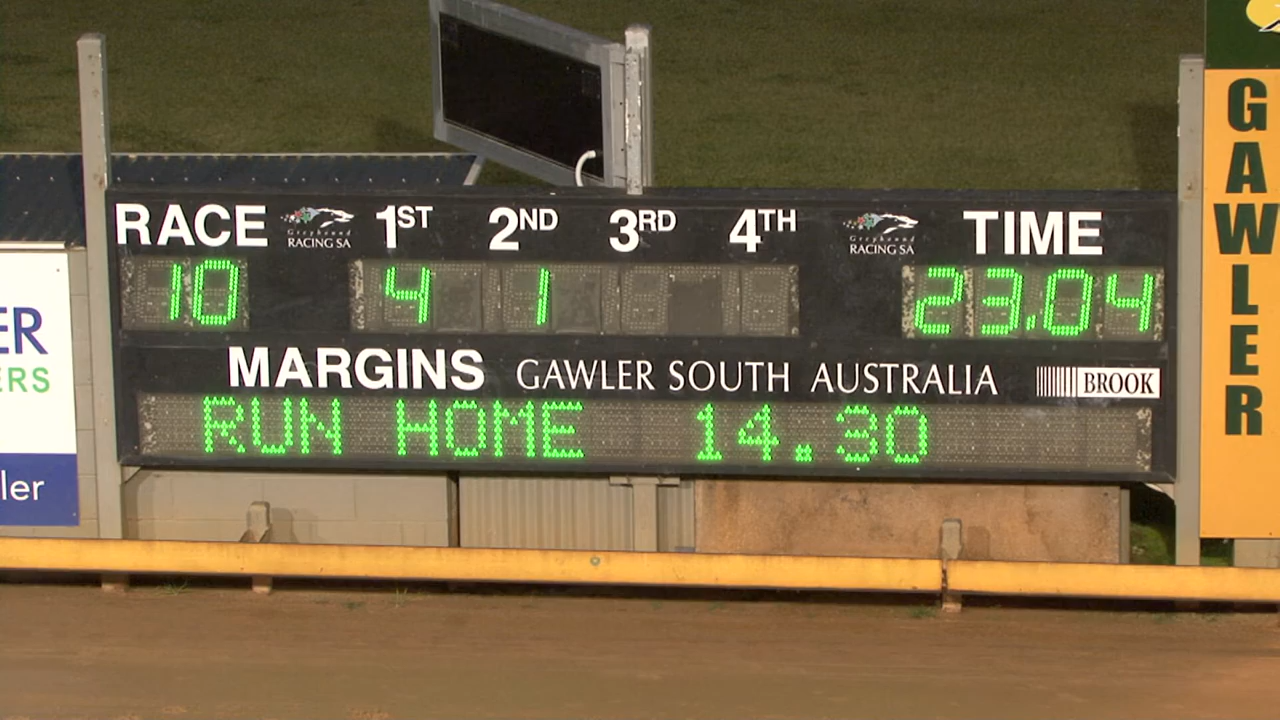 RACE 1ST 2ND 3RD 4TH TIME
Greyhound RACING SA Greyhound RACING SA
10 4 1 23.04
MARGINS GAWLER SOUTH AUSTRALIA BROOK
RUN HOME 14.30
ER
ERS
ler
GAWLER